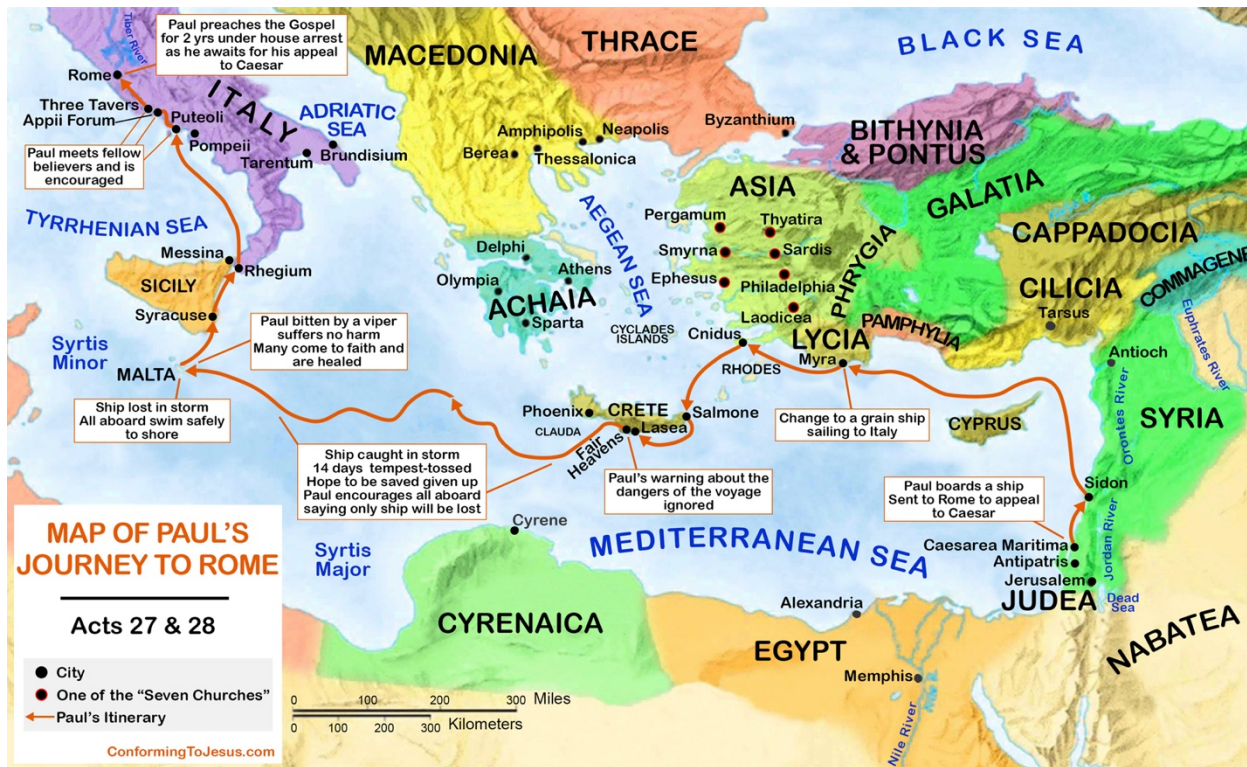 Tiber River
Paul preaches the Gospel
for 2 yrs under house arrest
as he awaits for his appeal
to Caesar
Rome
Three Tavers
Appii Forum
Puteoli
Pompeii
Paul meets fellow
believers and is
encouraged
ITALY
ADRIATIC
SEA
Tarentum
Brundisium
TYRRHENIAN SEA
Messina
Rhegium
SICILY
Syracuse
Syrtis
Minor
MALTA
Paul bitten by a viper
suffers no harm
Many come to faith and
are healed
Ship lost in storm
All aboard swim safely
to shore
MACEDONIA
THRACE
BLACK SEA
Amphipolis
Neapolis
Berea
Thessalonica
Byzanthium
BITHYNIA
& PONTUS
GALATIA
ASIA
Pergamum
Thyatira
Smyrna
Sardis
Ephesus
Philadelphia
Laodicea
PHRYGIA
CAPPADOCIA
COMMAGENE
CILICIA
Tarsus
Euphrates River
AEGEAN SEA
Delphi
Olympia
Athens
ACHAIA
Sparta
CYCLADES
ISLANDS
Cnidus
RHODES
LYCIA
Myra
PAMPHYLIA
Antioch
Orontes River
SYRIA
Phoenix
CRETE
Salmone
CLAUDA
Lasea
Fair
Heavens
Change to a grain ship
sailing to Italy
CYPRUS
Ship caught in storm
14 days tempest-tossed
Hope to be saved given up
Paul encourages all aboard
saying only ship will be lost
Paul's warning about the
dangers of the voyage
ignored
Paul boards a ship
Sent to Rome to appeal
to Caesar
Sidon
Caesarea Maritima
Antipatris
Jerusalem
Jordan River
JUDEA
Dead
Sea
NABATEA
MEDITERRANEAN SEA
Syrtis
Major
Cyrene
CYRENAICA
Alexandria
EGYPT
Memphis
Nile River
MAP OF PAUL'S
JOURNEY TO ROME
Acts 27 & 28
City
One of the "Seven Churches"
Paul's Itinerary
ConformingToJesus.com
0 100 200 300 Miles
0 100 200 300 Kilometers